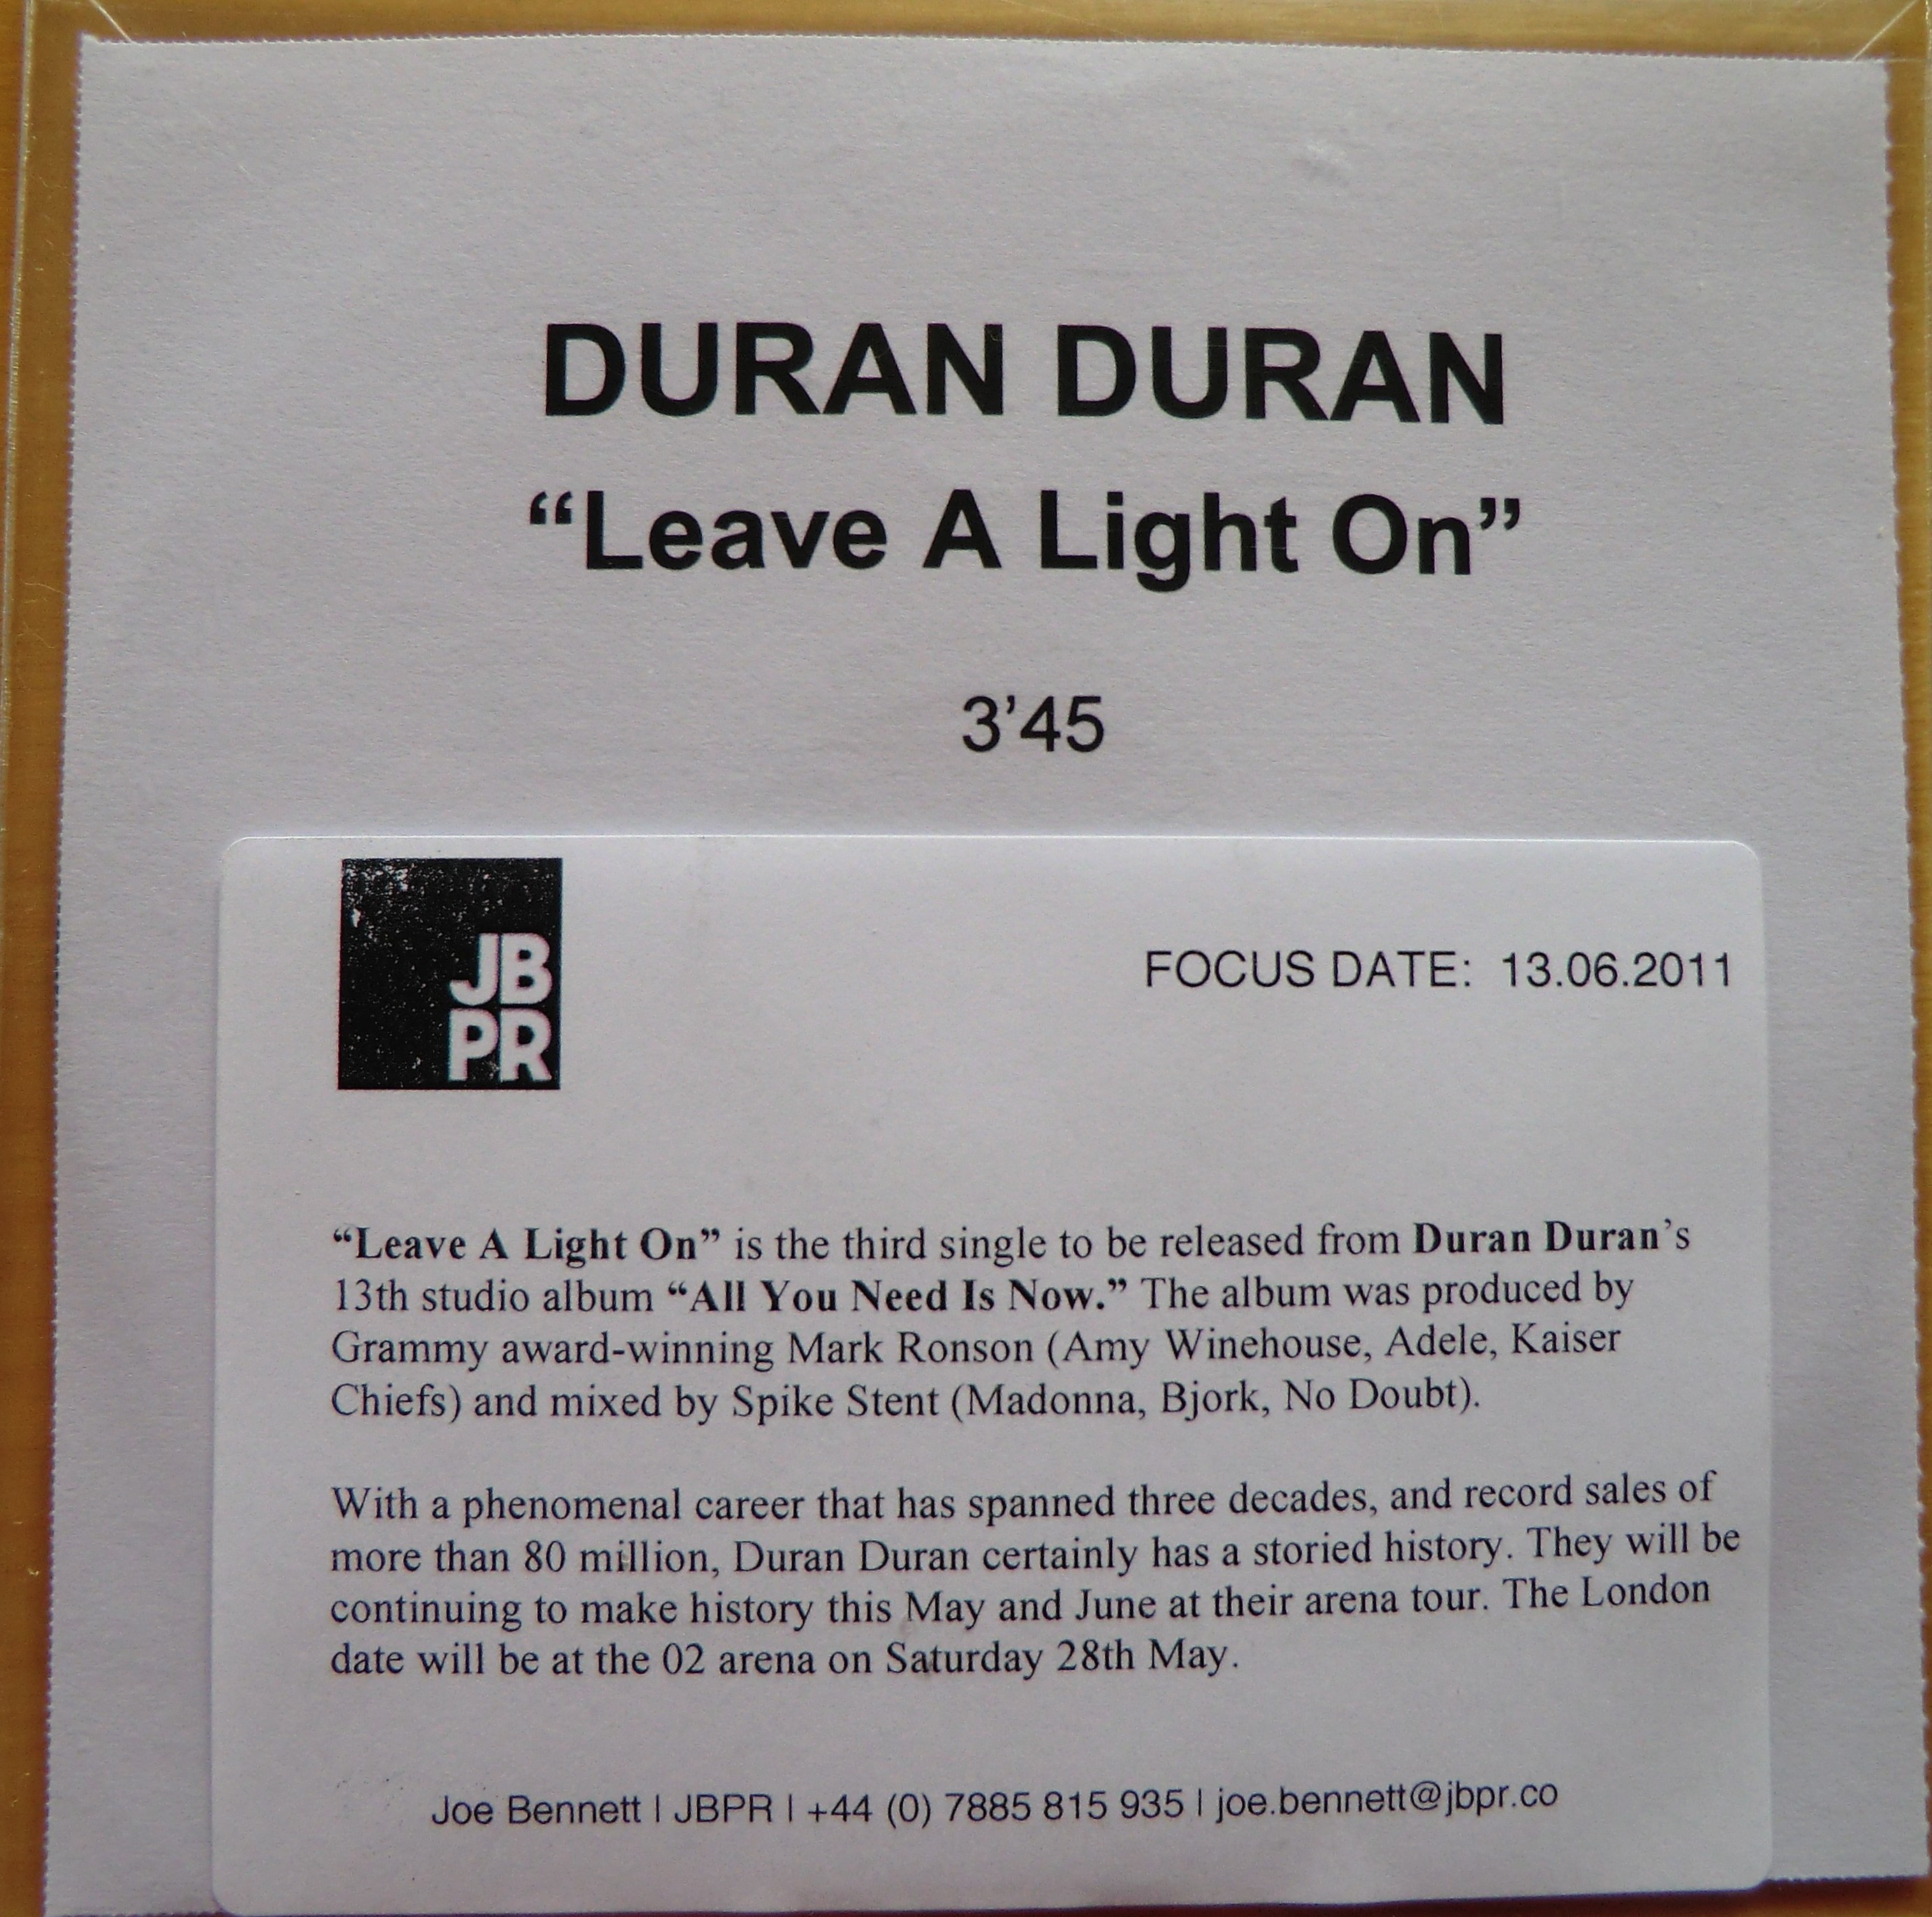 DURAN DURAN
“Leave A Light On”
3’45
JB
PR
FOCUS DATE: 13.06.2011
“Leave A Light On” is the third single to be released from Duran Duran’s
13th studio album “All You Need Is Now.” The album was produced by
Grammy award-winning Mark Ronson (Amy Winehouse, Adele, Kaiser
Chiefs) and mixed by Spike Stent (Madonna, Bjork, No Doubt).
With a phenomenal career that has spanned three decades, and record sales of
more than 80 million, Duran Duran certainly has a storied history. They will be
continuing to make history this May and June at their arena tour. The London
date will be at the 02 arena on Saturday 28th May.
Joe Bennett | JBPR | +44 (0) 7885 815 935 | joe.bennett@jbpr.co